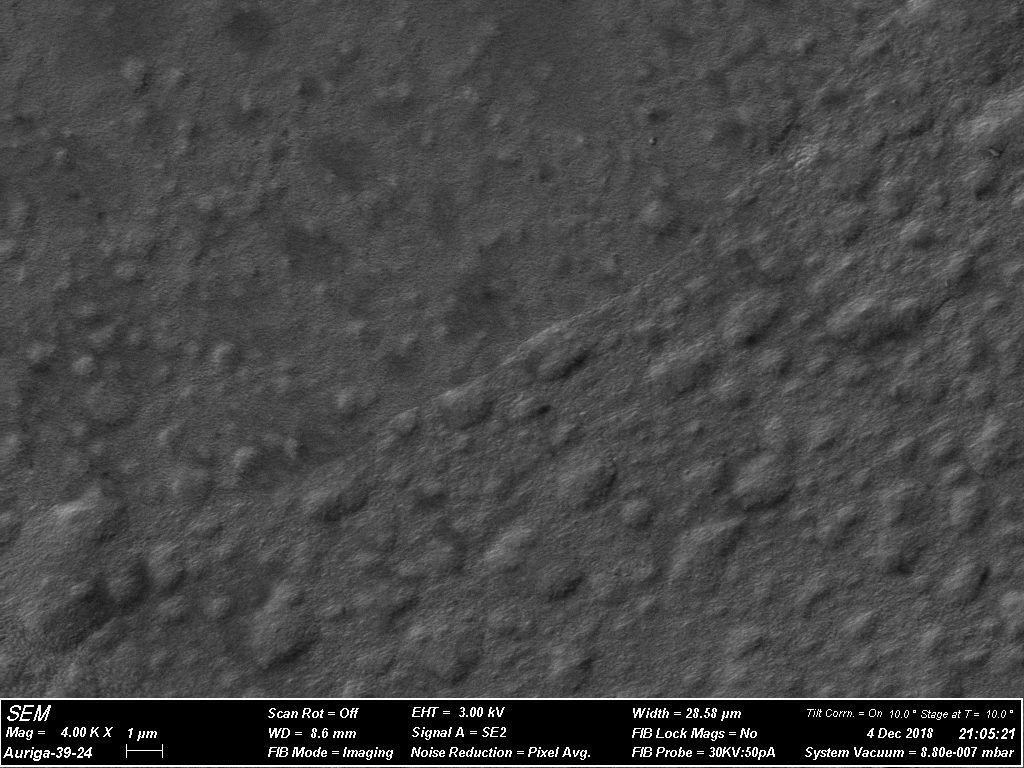 SEM
Mag = 4.00 K X 1 µm
Auriga-39-24
Scan Rot = Off
WD = 8.6 mm
FIB Mode = Imaging
EHT = 3.00 kV
Signal A = SE2
Noise Reduction = Pixel Avg.
Width = 28.58 µm
FIB Lock Mags = No
FIB Probe = 30KV:50pA
Tilt Corrn. = On 10.0° Stage at T = 10.0°
4 Dec 2018 21:05:21
System Vacuum = 8.80e-007 mbar